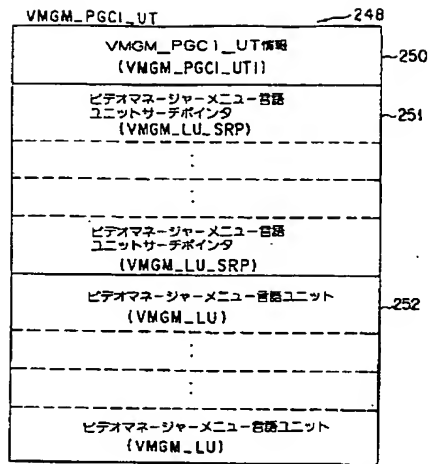 VMGM_PGCI_UT
248
VMGM_PGCI_UT情報
(VMGM_PGCI_UTI)
250
ビデオマネージャーメニュー言語
ユニットサーチポインタ
(VMGM_LU_SRP)
251
ビデオマネージャーメニュー言語
ユニットサーチポインタ
(VMGM_LU_SRP)
ビデオマネージャーメニュー言語ユニット
(VMGM_LU)
252
ビデオマネージャーメニュー言語ユニット
(VMGM_LU)